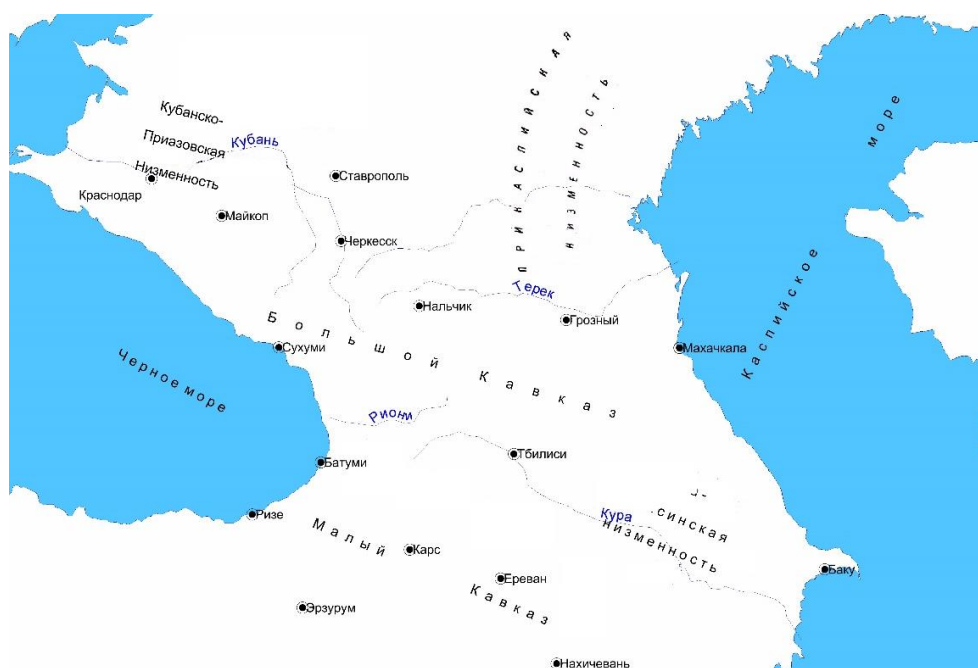 Кубанско-
Приазовская
Низменность
Кубань
ПРИКАСПИЙСКАЯ
НИЗМЕННОСТЬ
море
Каспийское
Ставрополь
Краснодар
Майкоп
Черкесск
Терек
Нальчик
Грозный
Большой Кавказ
Сухуми
Махачкала
Черное море
Риони
Тбилиси
Батуми
Ризе
Кура
синская
низменность
Малый
Кавказ
Карс
Ереван
Баку
Эрзурум
Нахичевань